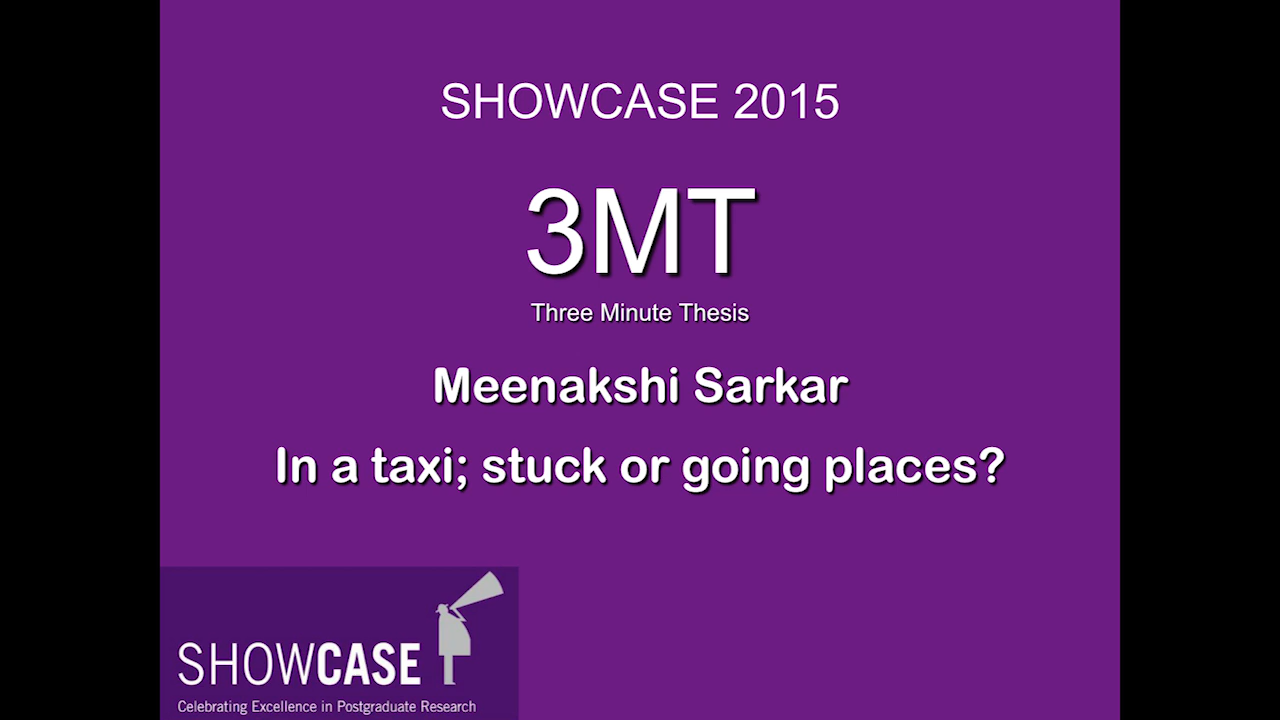 SHOWCASE 2015
3MT
Three Minute Thesis
Meenakshi Sarkar
In a taxi; stuck or going places?
SHOWCASE
Celebrating Excellence in Postgraduate Research